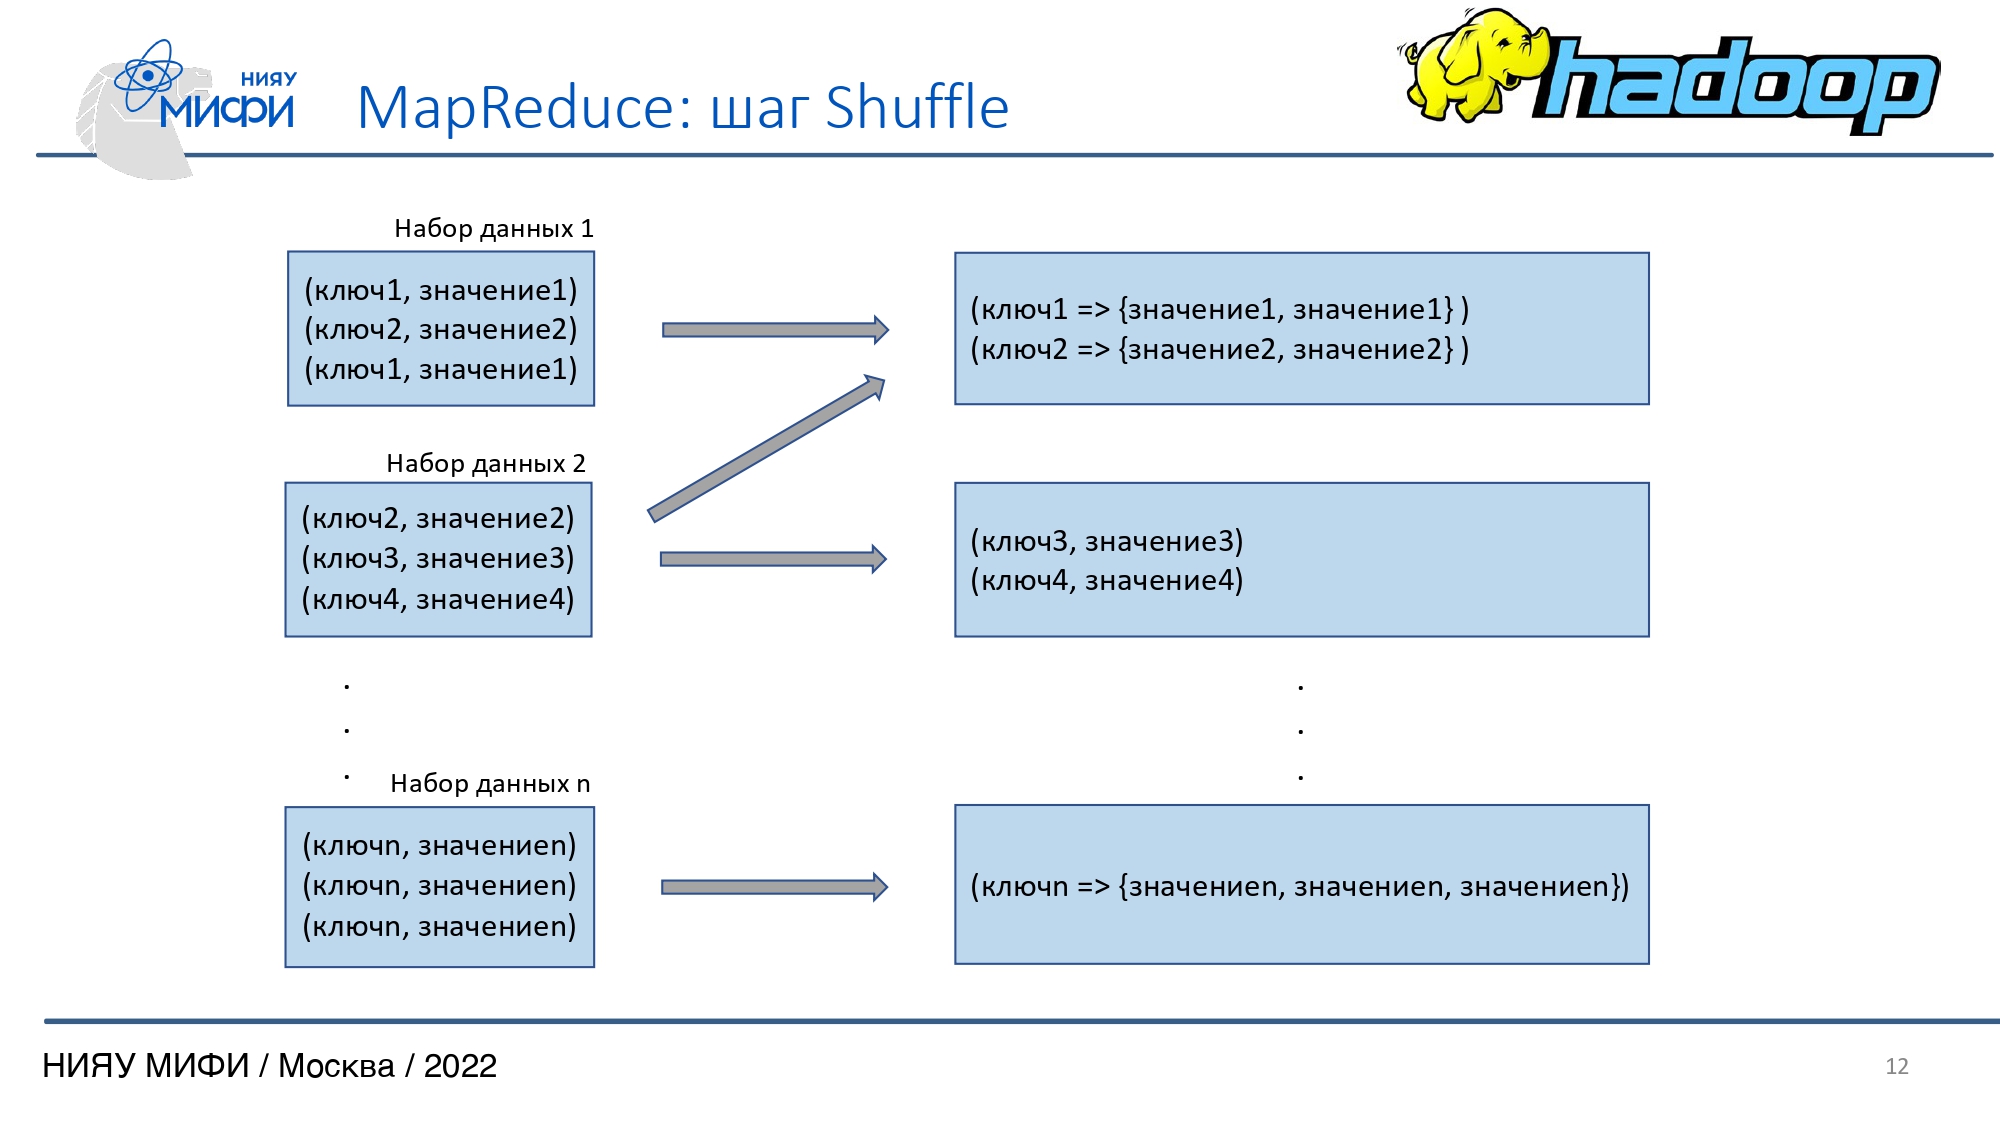 НИЯУ
МИФИ
MapReduce: шаг Shuffle
hadoop
Набор данных 1
(ключ1, значение1)
(ключ2, значение2)
(ключ1, значение1)
(ключ1 => {значение1, значение1} )
(ключ2 => {значение2, значение2} )
Набор данных 2
(ключ2, значение2)
(ключ3, значение3)
(ключ4, значение4)
(ключ3, значение3)
(ключ4, значение4)
.
.
.
.
.
.
Набор данных n
(ключn, значениеn)
(ключn, значениеn)
(ключn, значениеn)
(ключn => {значениеn, значениеn, значениеn})
НИЯУ МИФИ / Москва / 2022
12